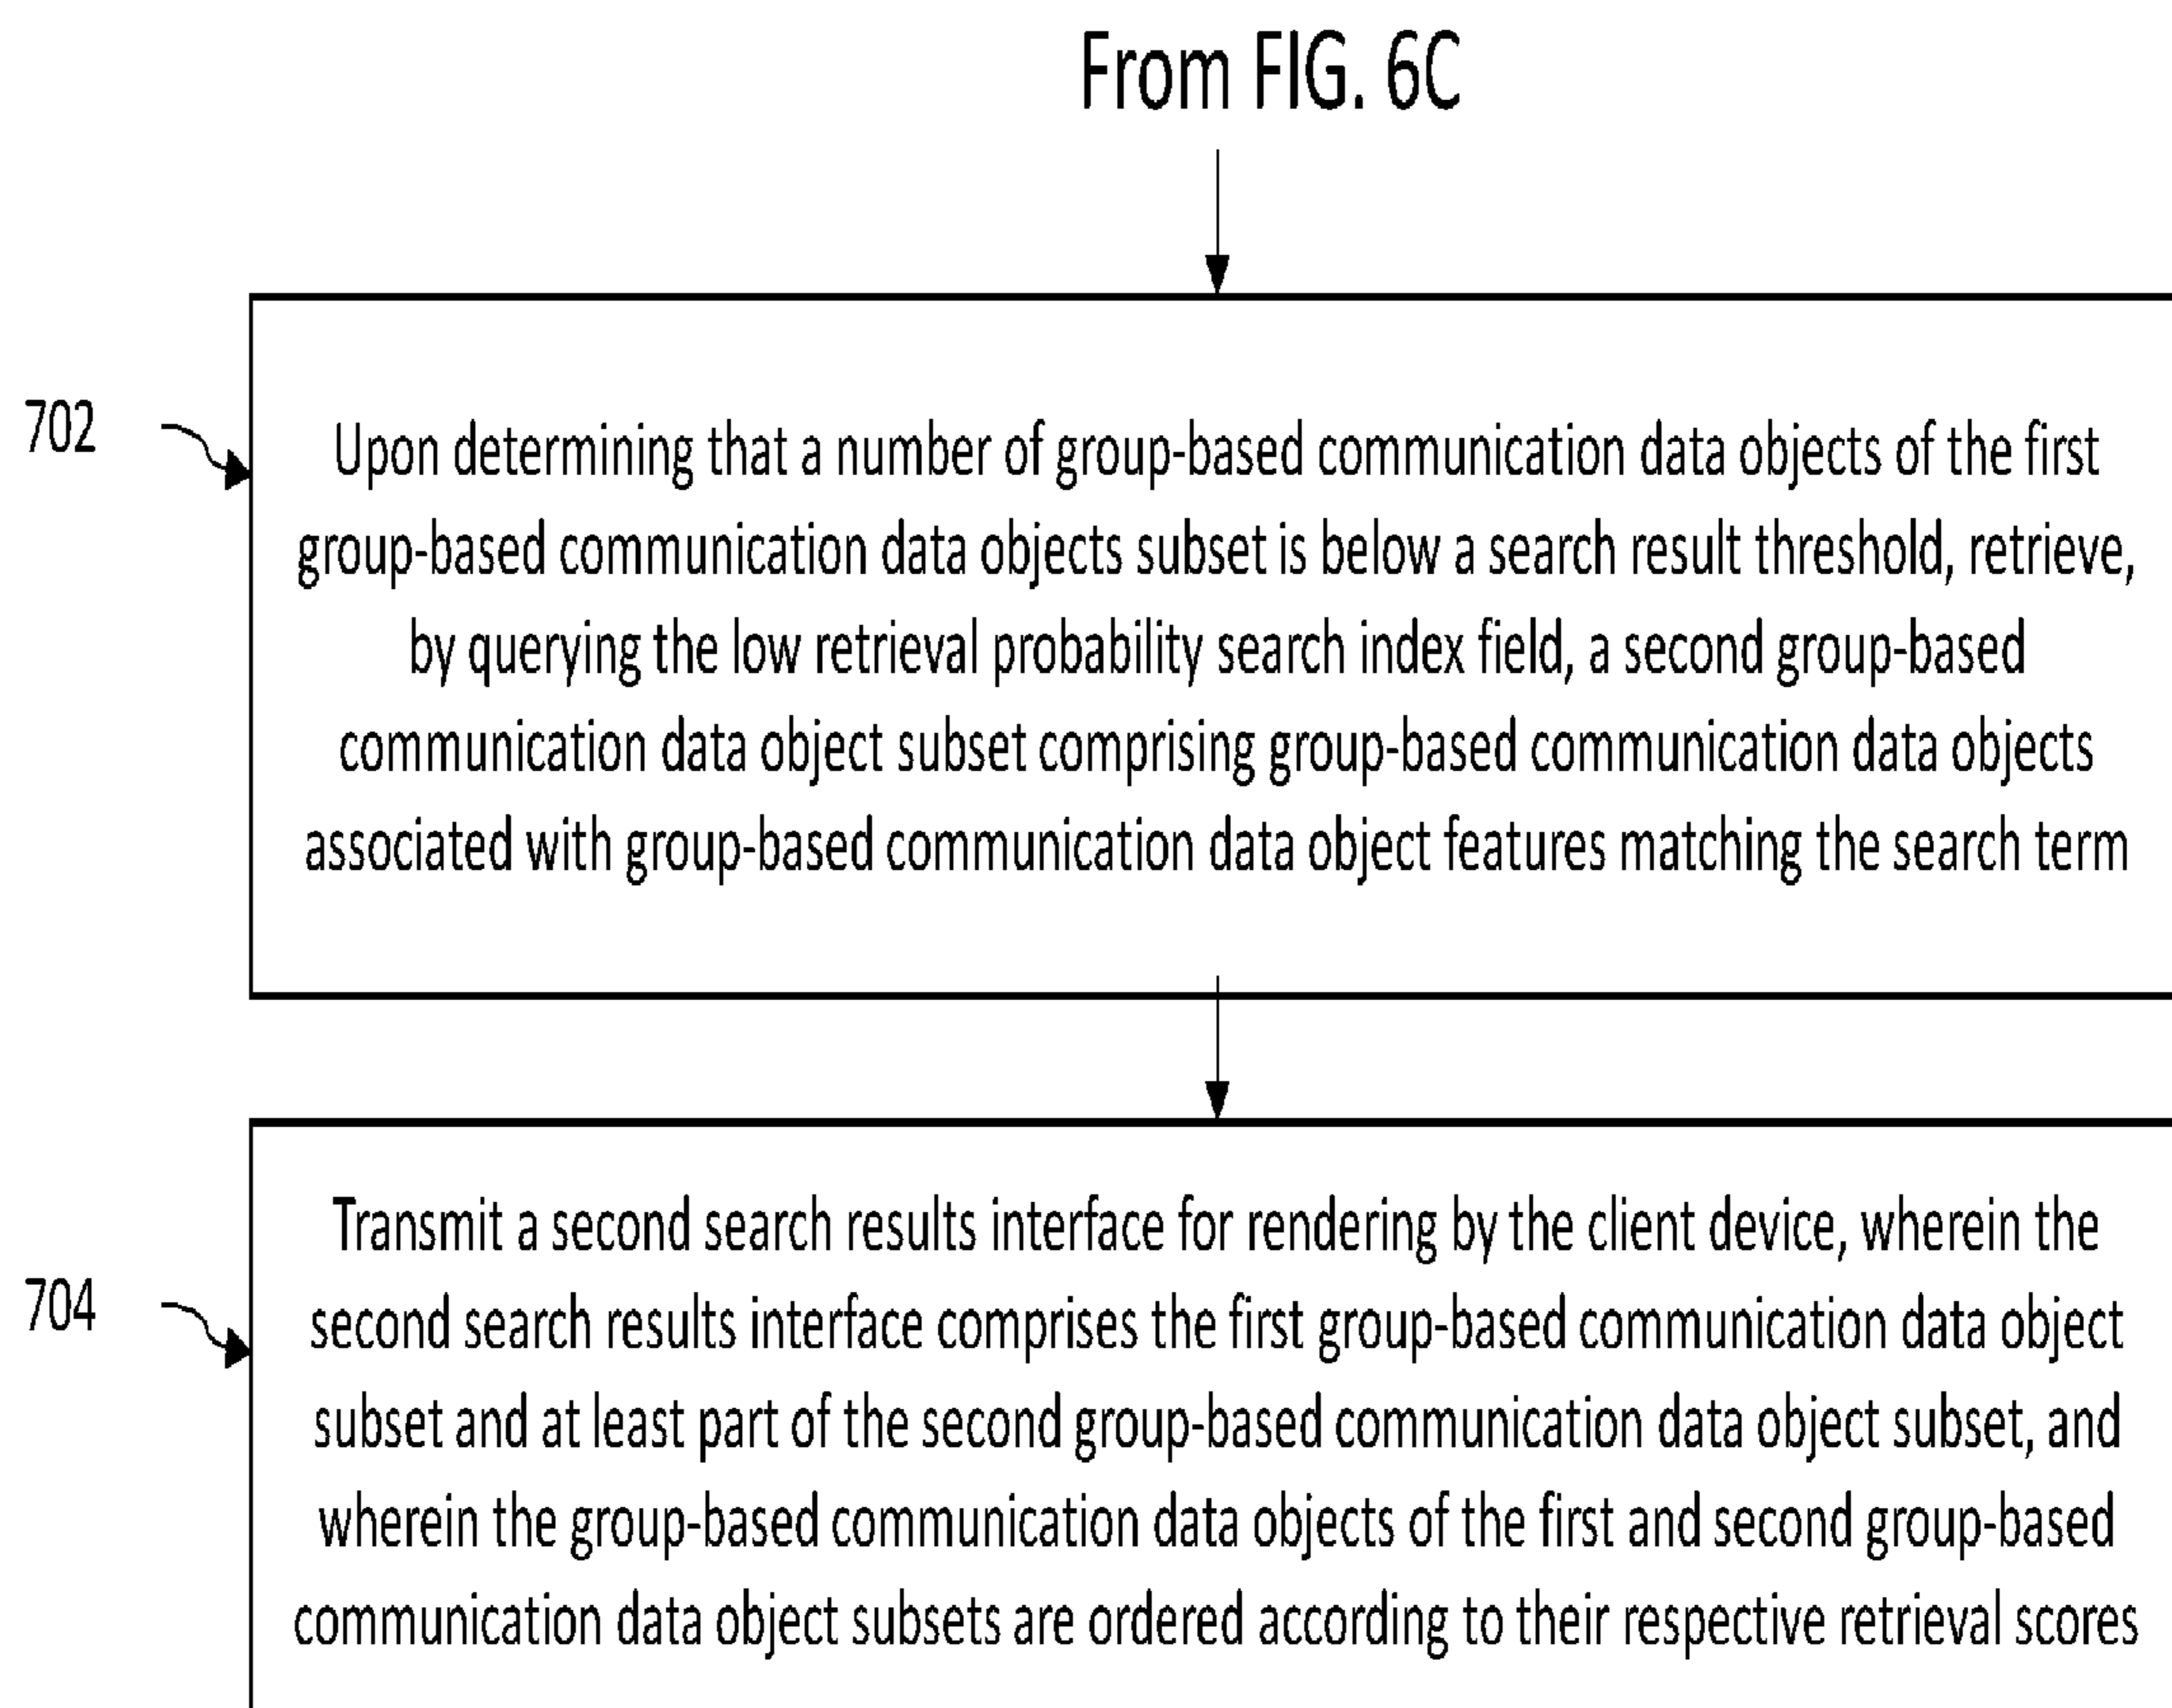 From FIG. 6C
702
Upon determining that a number of group-based communication data objects of the first
group-based communication data objects subset is below a search result threshold, retrieve,
by querying the low retrieval probability search index field, a second group-based
communication data object subset comprising group-based communication data objects
associated with group-based communication data object features matching the search term
704
Transmit a second search results interface for rendering by the client device, wherein the
second search results interface comprises the first group-based communication data object
subset and at least part of the second group-based communication data object subset, and
wherein the group-based communication data objects of the first and second group-based
communication data object subsets are ordered according to their respective retrieval scores